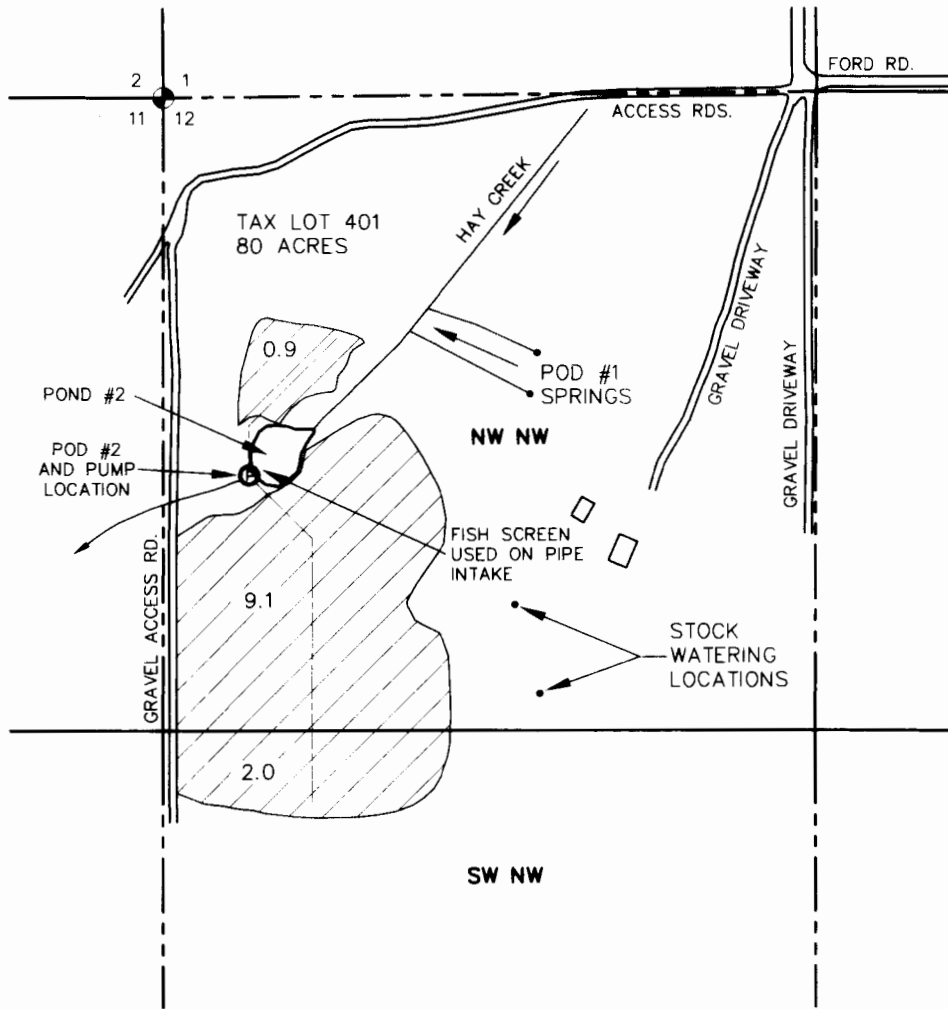 FORD RD.
2 1
11 12
ACCESS RDS.
HAY CREEK
TAX LOT 401
80 ACRES
GRAVEL DRIVEWAY
GRAVEL DRIVEWAY
0.9
POD #1
SPRINGS
POND #2
NW NW
POD #2
AND PUMP
LOCATION
P
FISH SCREEN
USED ON PIPE
INTAKE
GRAVEL ACCESS RD.
9.1
STOCK
WATERING
LOCATIONS
2.0
SW NW